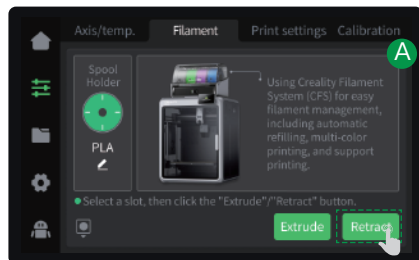 Axis/temp. Filament Print settings Calibration
A
Spool
Holder
PLA
Using Creality Filament
System (CFS) for easy
filament management,
including automatic
refilling, multi-color
printing, and support
printing.
Select a slot, then click the "Extrude"/"Retract" button.
Extrude Retract